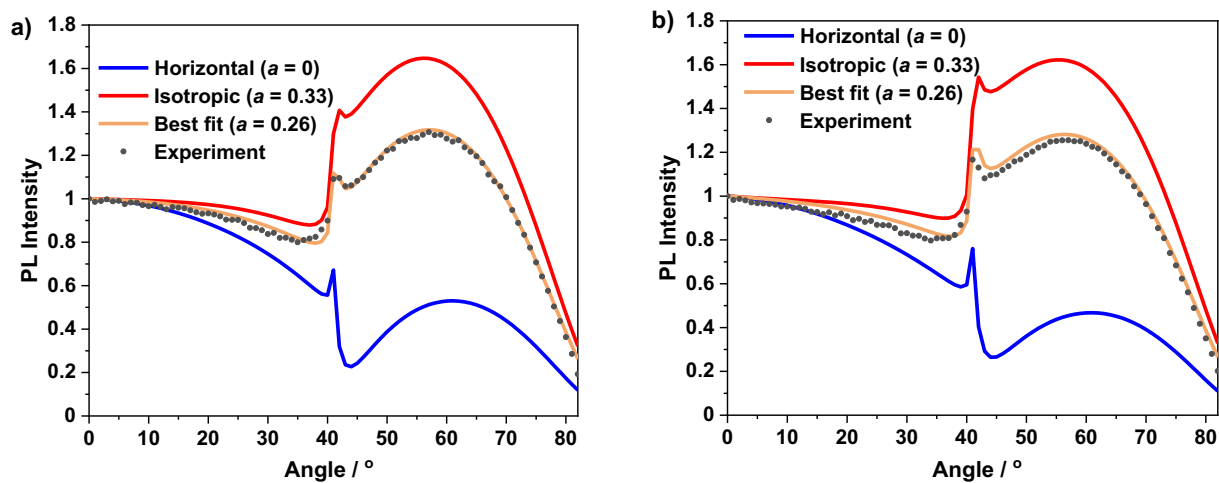 a)
PL Intensity
1.8
1.6
1.4
1.2
1
0.8
0.6
0.4
0.2
0
Horizontal (a = 0)
Isotropic (a = 0.33)
Best fit (a = 0.26)
Experiment
0 10 20 30 40 50 60 70 80
Angle / °
b)
PL Intensity
1.8
1.6
1.4
1.2
1
0.8
0.6
0.4
0.2
0
Horizontal (a = 0)
Isotropic (a = 0.33)
Best fit (a = 0.26)
Experiment
0 10 20 30 40 50 60 70 80
Angle / °